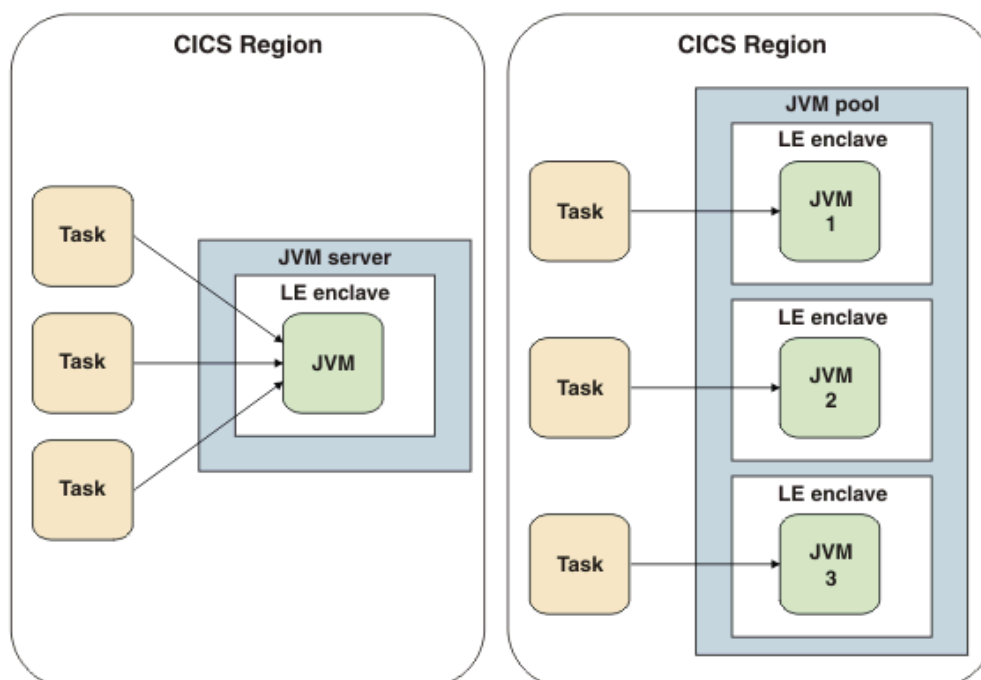 CICS Region
Task
Task
Task
JVM server
LE enclave
JVM
CICS Region
JVM pool
LE enclave
Task
JVM
1
LE enclave
Task
JVM
2
LE enclave
Task
JVM
3